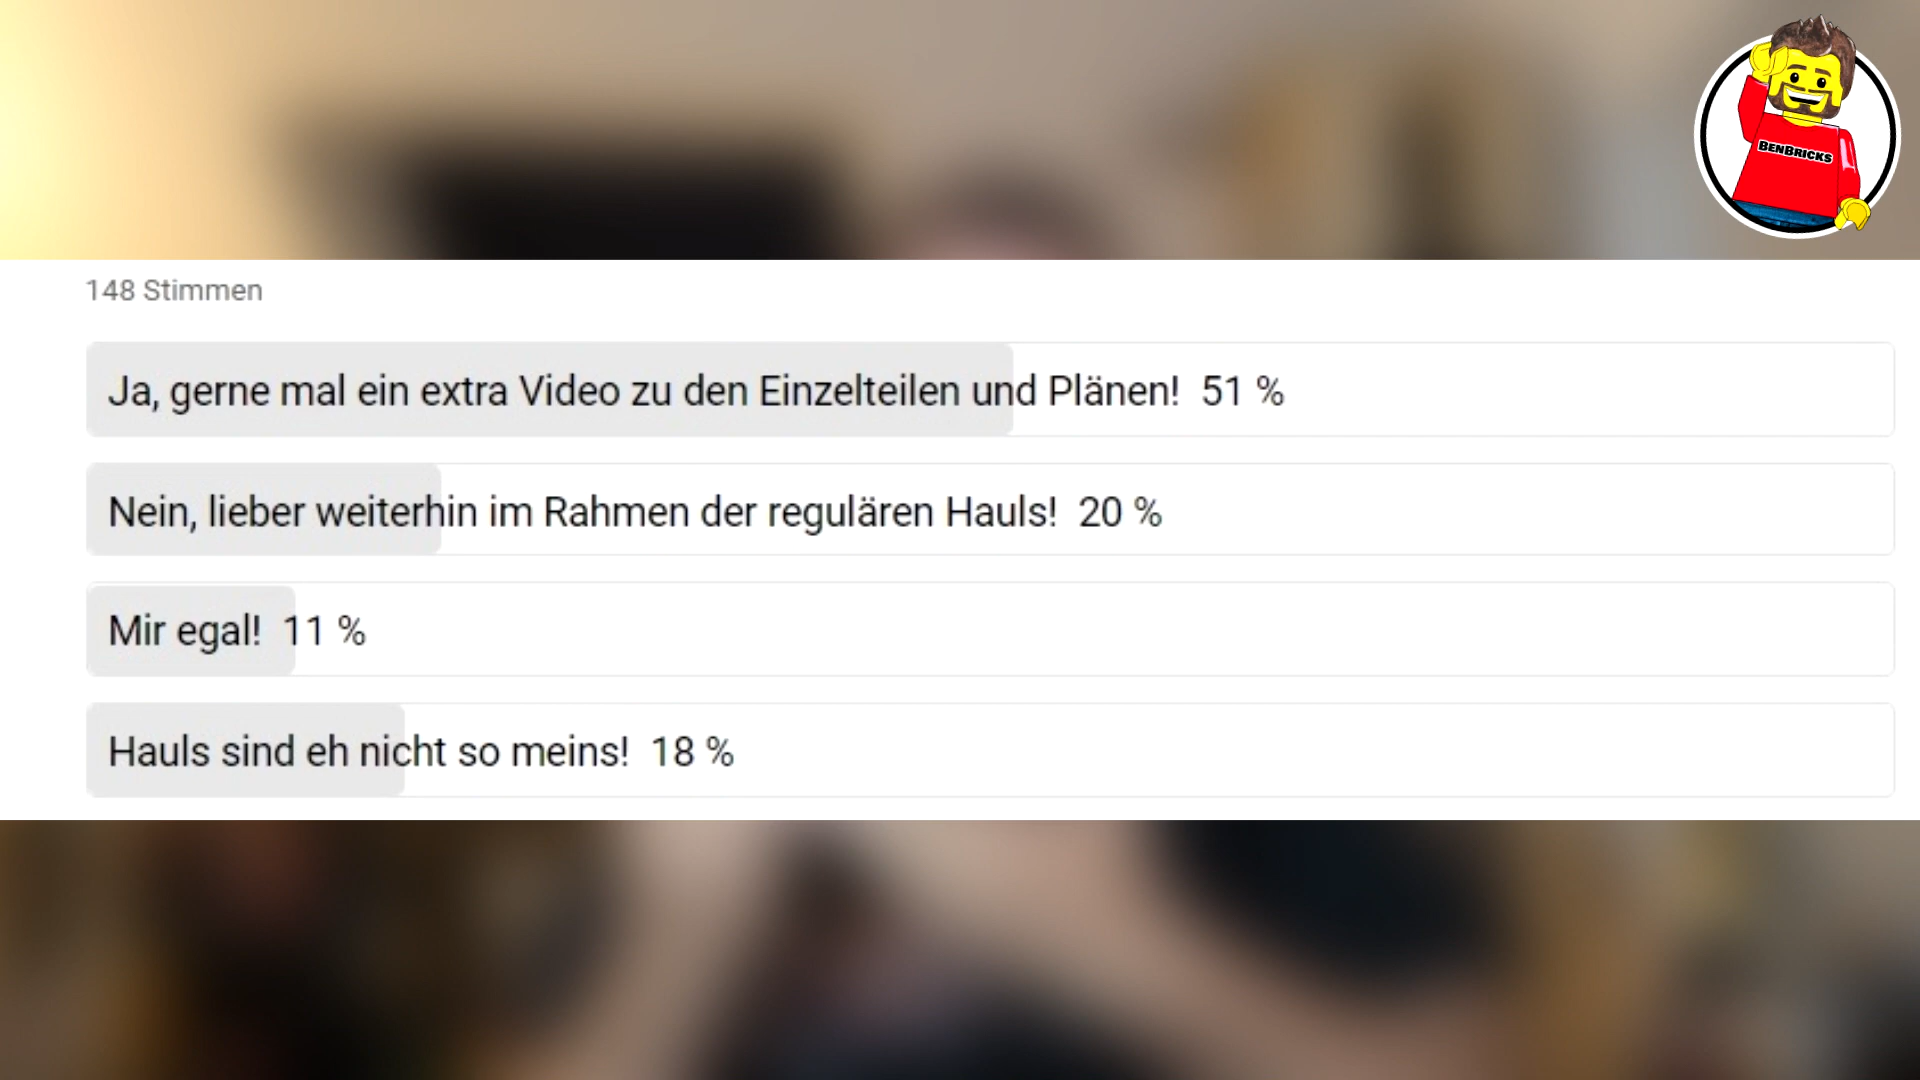 BENBRICKS
148 Stimmen
Ja, gerne mal ein extra Video zu den Einzelteilen und Plänen! 51 %
Nein, lieber weiterhin im Rahmen der regulären Hauls! 20 %
Mir egal! 11 %
Hauls sind eh nicht so meins! 18 %